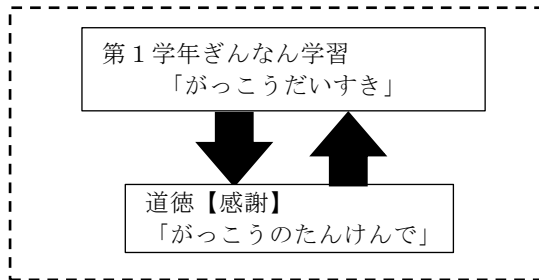 第１学年ぎんなん学習
「がっこうだいすき」
道徳【感謝】
「がっこうのたんけんで」